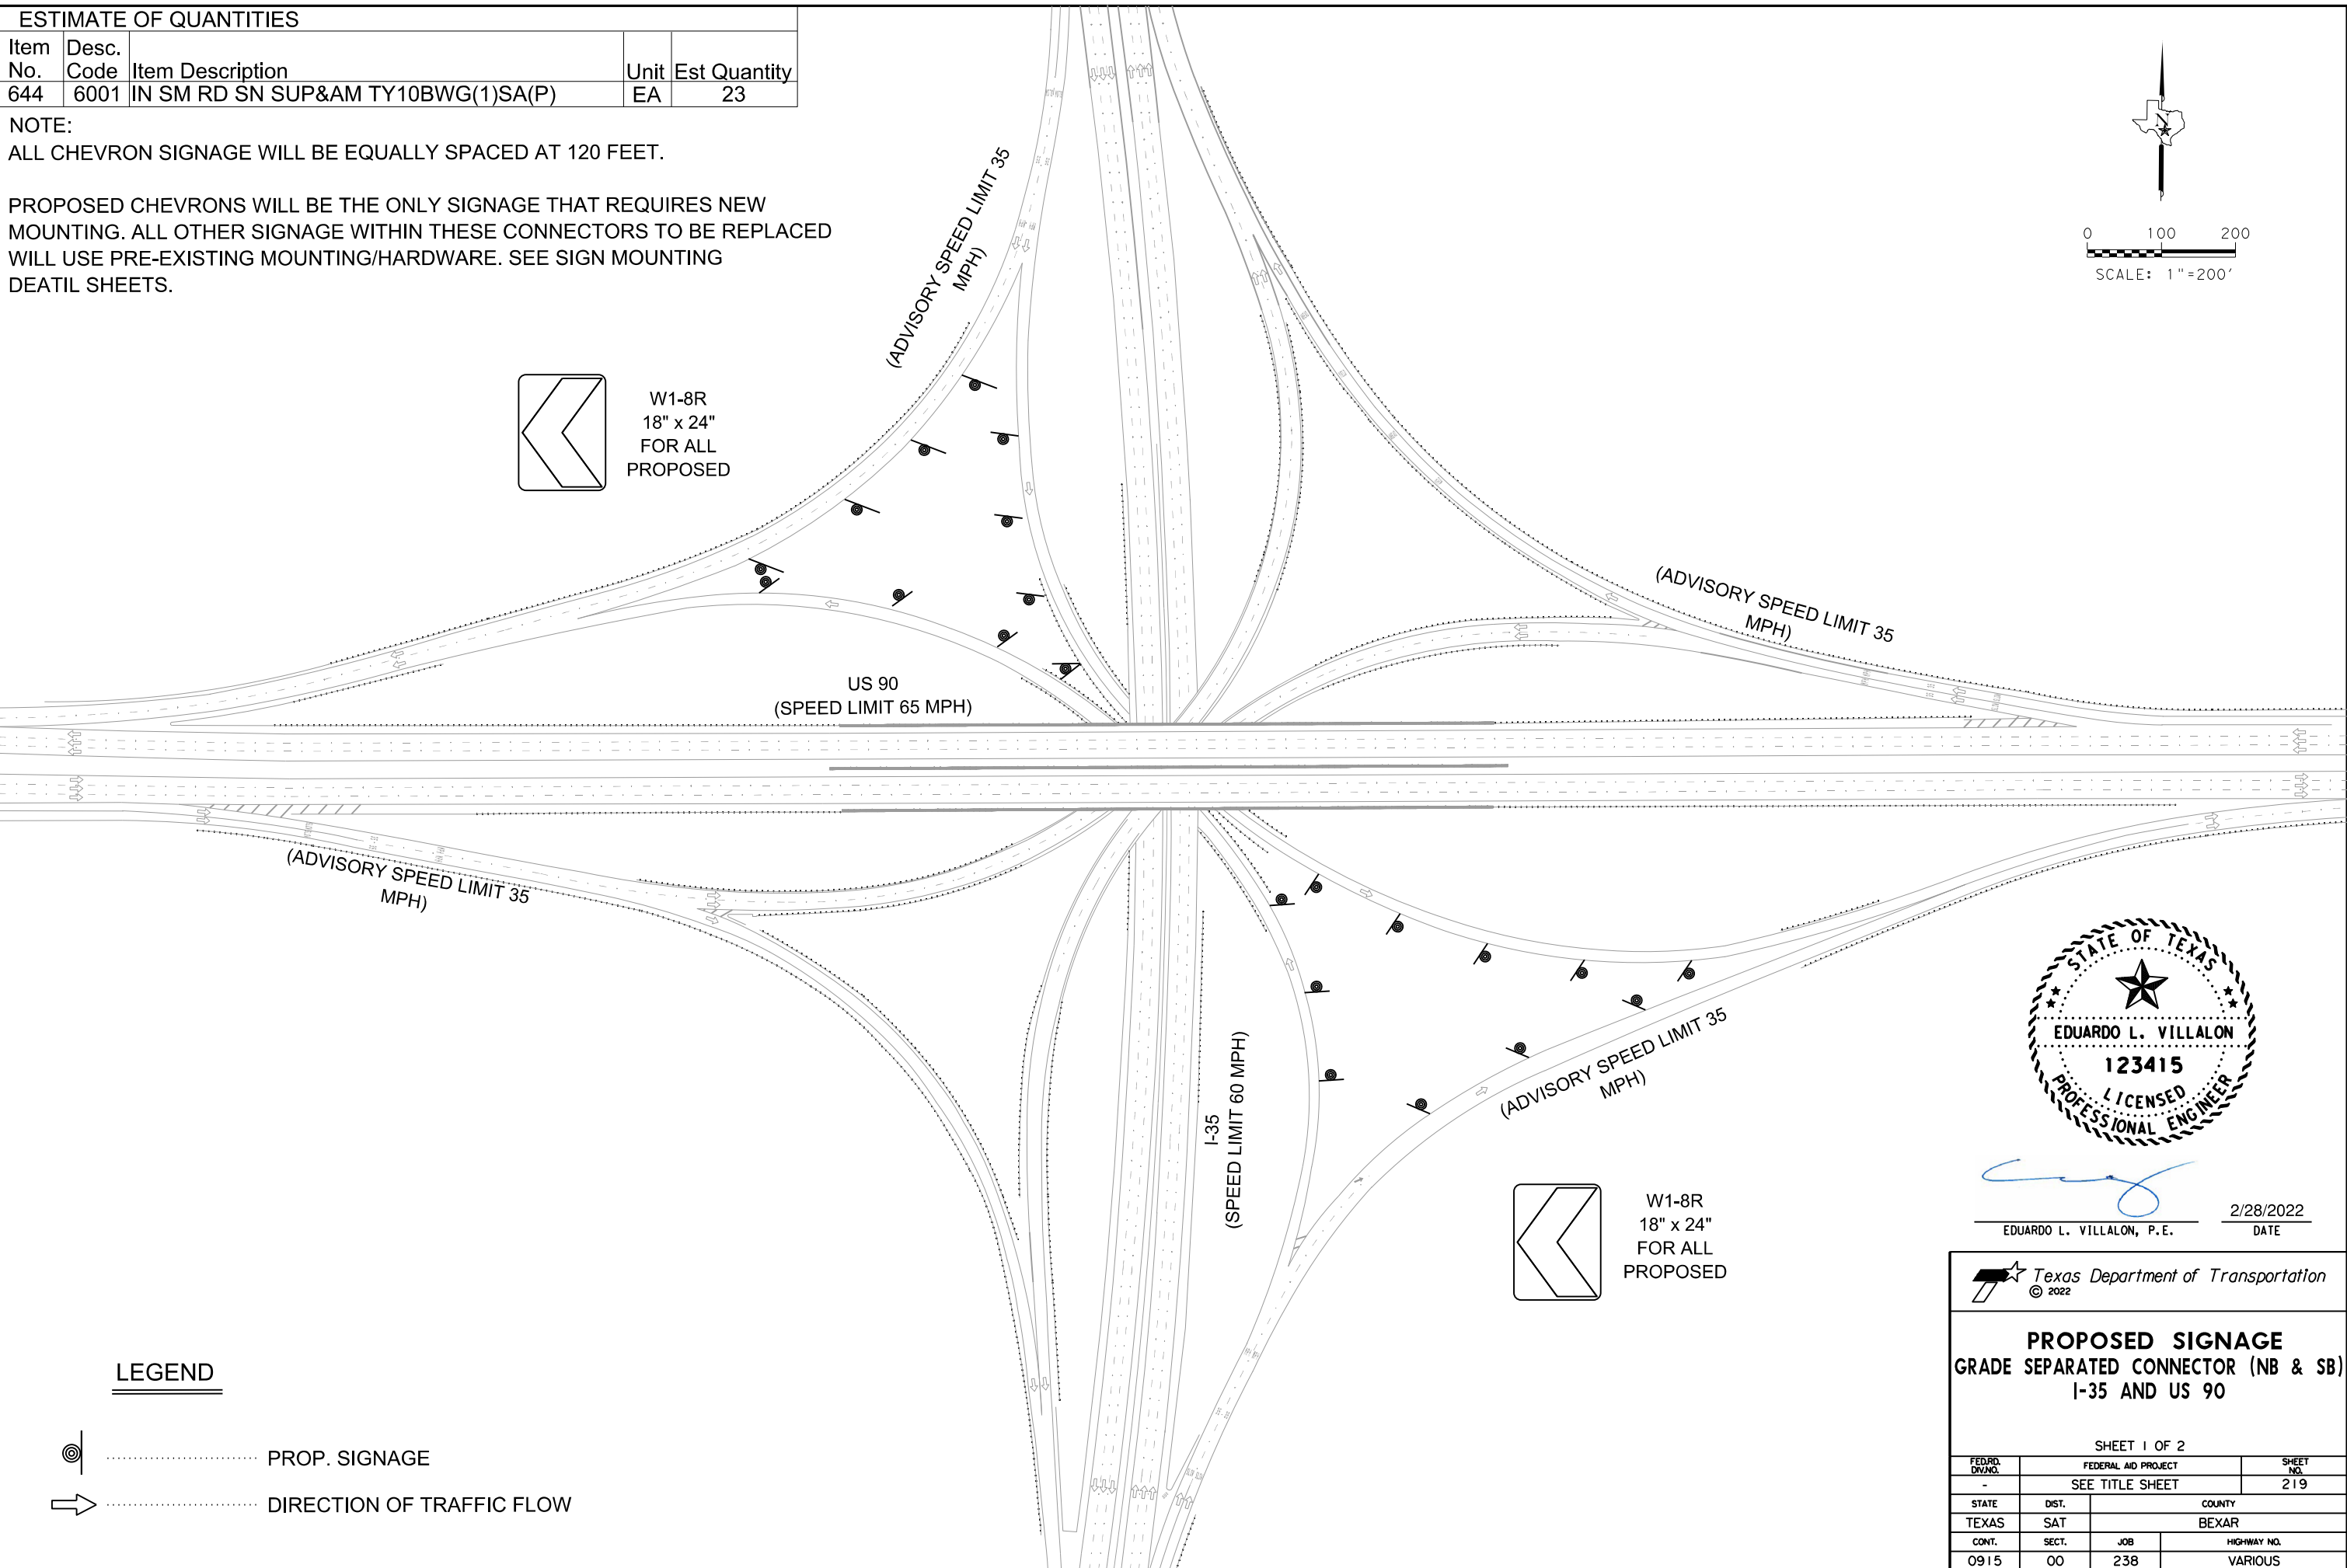 ESTIMATE OF QUANTITIES
Item No. Desc. Code Item Description Unit Est Quantity
644 6001 IN SM RD SN SUP&AM TY10BWG(1)SA(P) EA 23
NOTE:
ALL CHEVRON SIGNAGE WILL BE EQUALLY SPACED AT 120 FEET.
PROPOSED CHEVRONS WILL BE THE ONLY SIGNAGE THAT REQUIRES NEW
MOUNTING. ALL OTHER SIGNAGE WITHIN THESE CONNECTORS TO BE REPLACED
WILL USE PRE-EXISTING MOUNTING/HARDWARE. SEE SIGN MOUNTING
DEATIL SHEETS.
N
0 100 200
SCALE: 1"=200'
(ADVISORY SPEED LIMIT 35
MPH)
W1-8R
18" x 24"
FOR ALL
PROPOSED
(ADVISORY SPEED LIMIT 35
MPH)
US 90
(SPEED LIMIT 65 MPH)
(ADVISORY SPEED LIMIT 35
MPH)
(ADVISORY SPEED LIMIT 35
MPH)
I-35
(SPEED LIMIT 60 MPH)
W1-8R
18" x 24"
FOR ALL
PROPOSED
STATE OF TEXAS
EDUARDO L. VILLALON
123415
LICENSED
PROFESSIONAL ENGINEER
EDUARDO L. VILLALON, P.E.
2/28/2022
DATE
LEGEND
PROP. SIGNAGE
DIRECTION OF TRAFFIC FLOW
Texas Department of Transportation
© 2022
PROPOSED SIGNAGE
GRADE SEPARATED CONNECTOR (NB & SB)
I-35 AND US 90
SHEET 1 OF 2
FED.RD. DIV.NO. FEDERAL AID PROJECT SHEET NO.
- SEE TITLE SHEET 219
STATE DIST. COUNTY
TEXAS SAT BEXAR
CONT. SECT. JOB HIGHWAY NO.
0915 00 238 VARIOUS